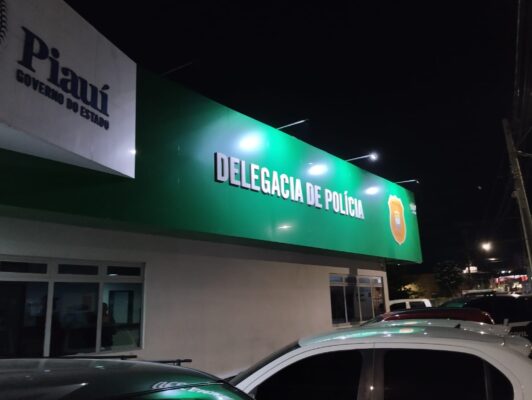 Piauí
GOVERNO DO ESTADO
DELEGACIA DE POLÍCIA